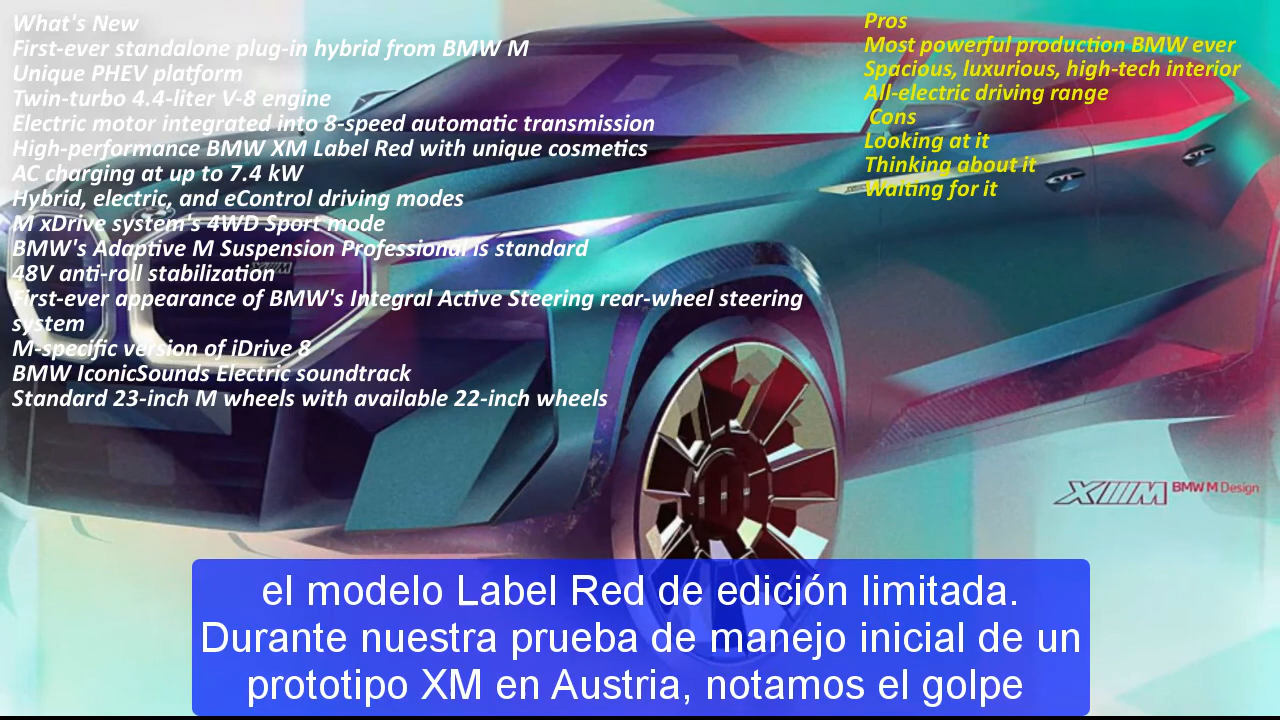 What's New
First-ever standalone plug-in hybrid from BMW M
Unique PHEV platform
Twin-turbo 4.4-liter V-8 engine
Electric motor integrated into 8-speed automatic transmission
High-performance BMW XM Label Red with unique cosmetics
AC charging at up to 7.4 kW
Hybrid, electric, and eControl driving modes
M xDrive system's 4WD Sport mode
BMW's Adaptive M Suspension Professional is standard
48V anti-roll stabilization
First-ever appearance of BMW's Integral Active Steering rear-wheel steering
system
M-specific version of iDrive 8
BMW IconicSounds Electric soundtrack
Standard 23-inch M wheels with available 22-inch wheels
Pros
Most powerful production BMW ever
Spacious, luxurious, high-tech interior
All-electric driving range
Cons
Looking at it
Thinking about it
Waiting for it
XM BMW M Design
el modelo Label Red de edición limitada.
Durante nuestra prueba de manejo inicial de un
prototipo XM en Austria, notamos el golpe